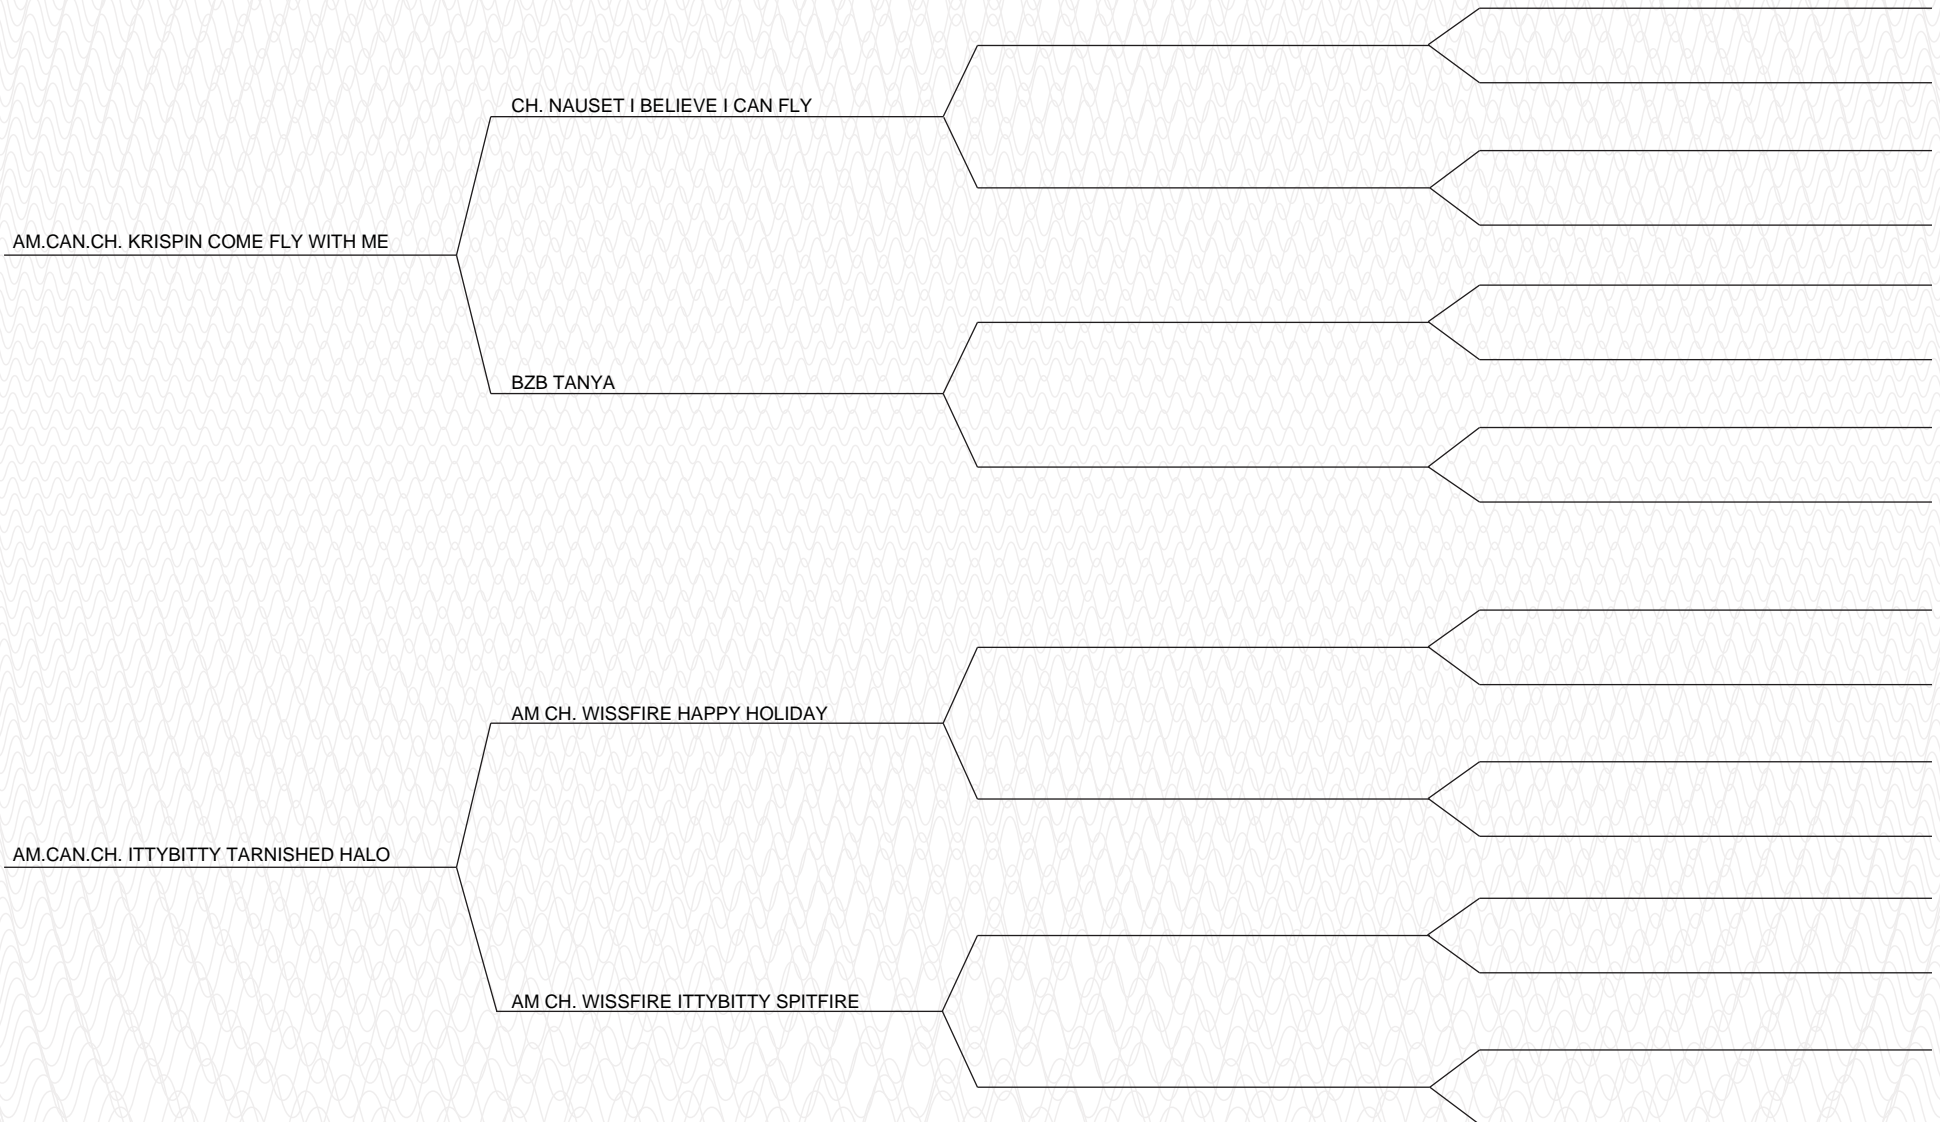 CH. NAUSET I BELIEVE I CAN FLY
AM.CAN.CH. KRISPIN COME FLY WITH ME
BZB TANYA
AM CH. WISSFIRE HAPPY HOLIDAY
AM.CAN.CH. ITTYBITTY TARNISHED HALO
AM CH. WISSFIRE ITTYBITTY SPITFIRE